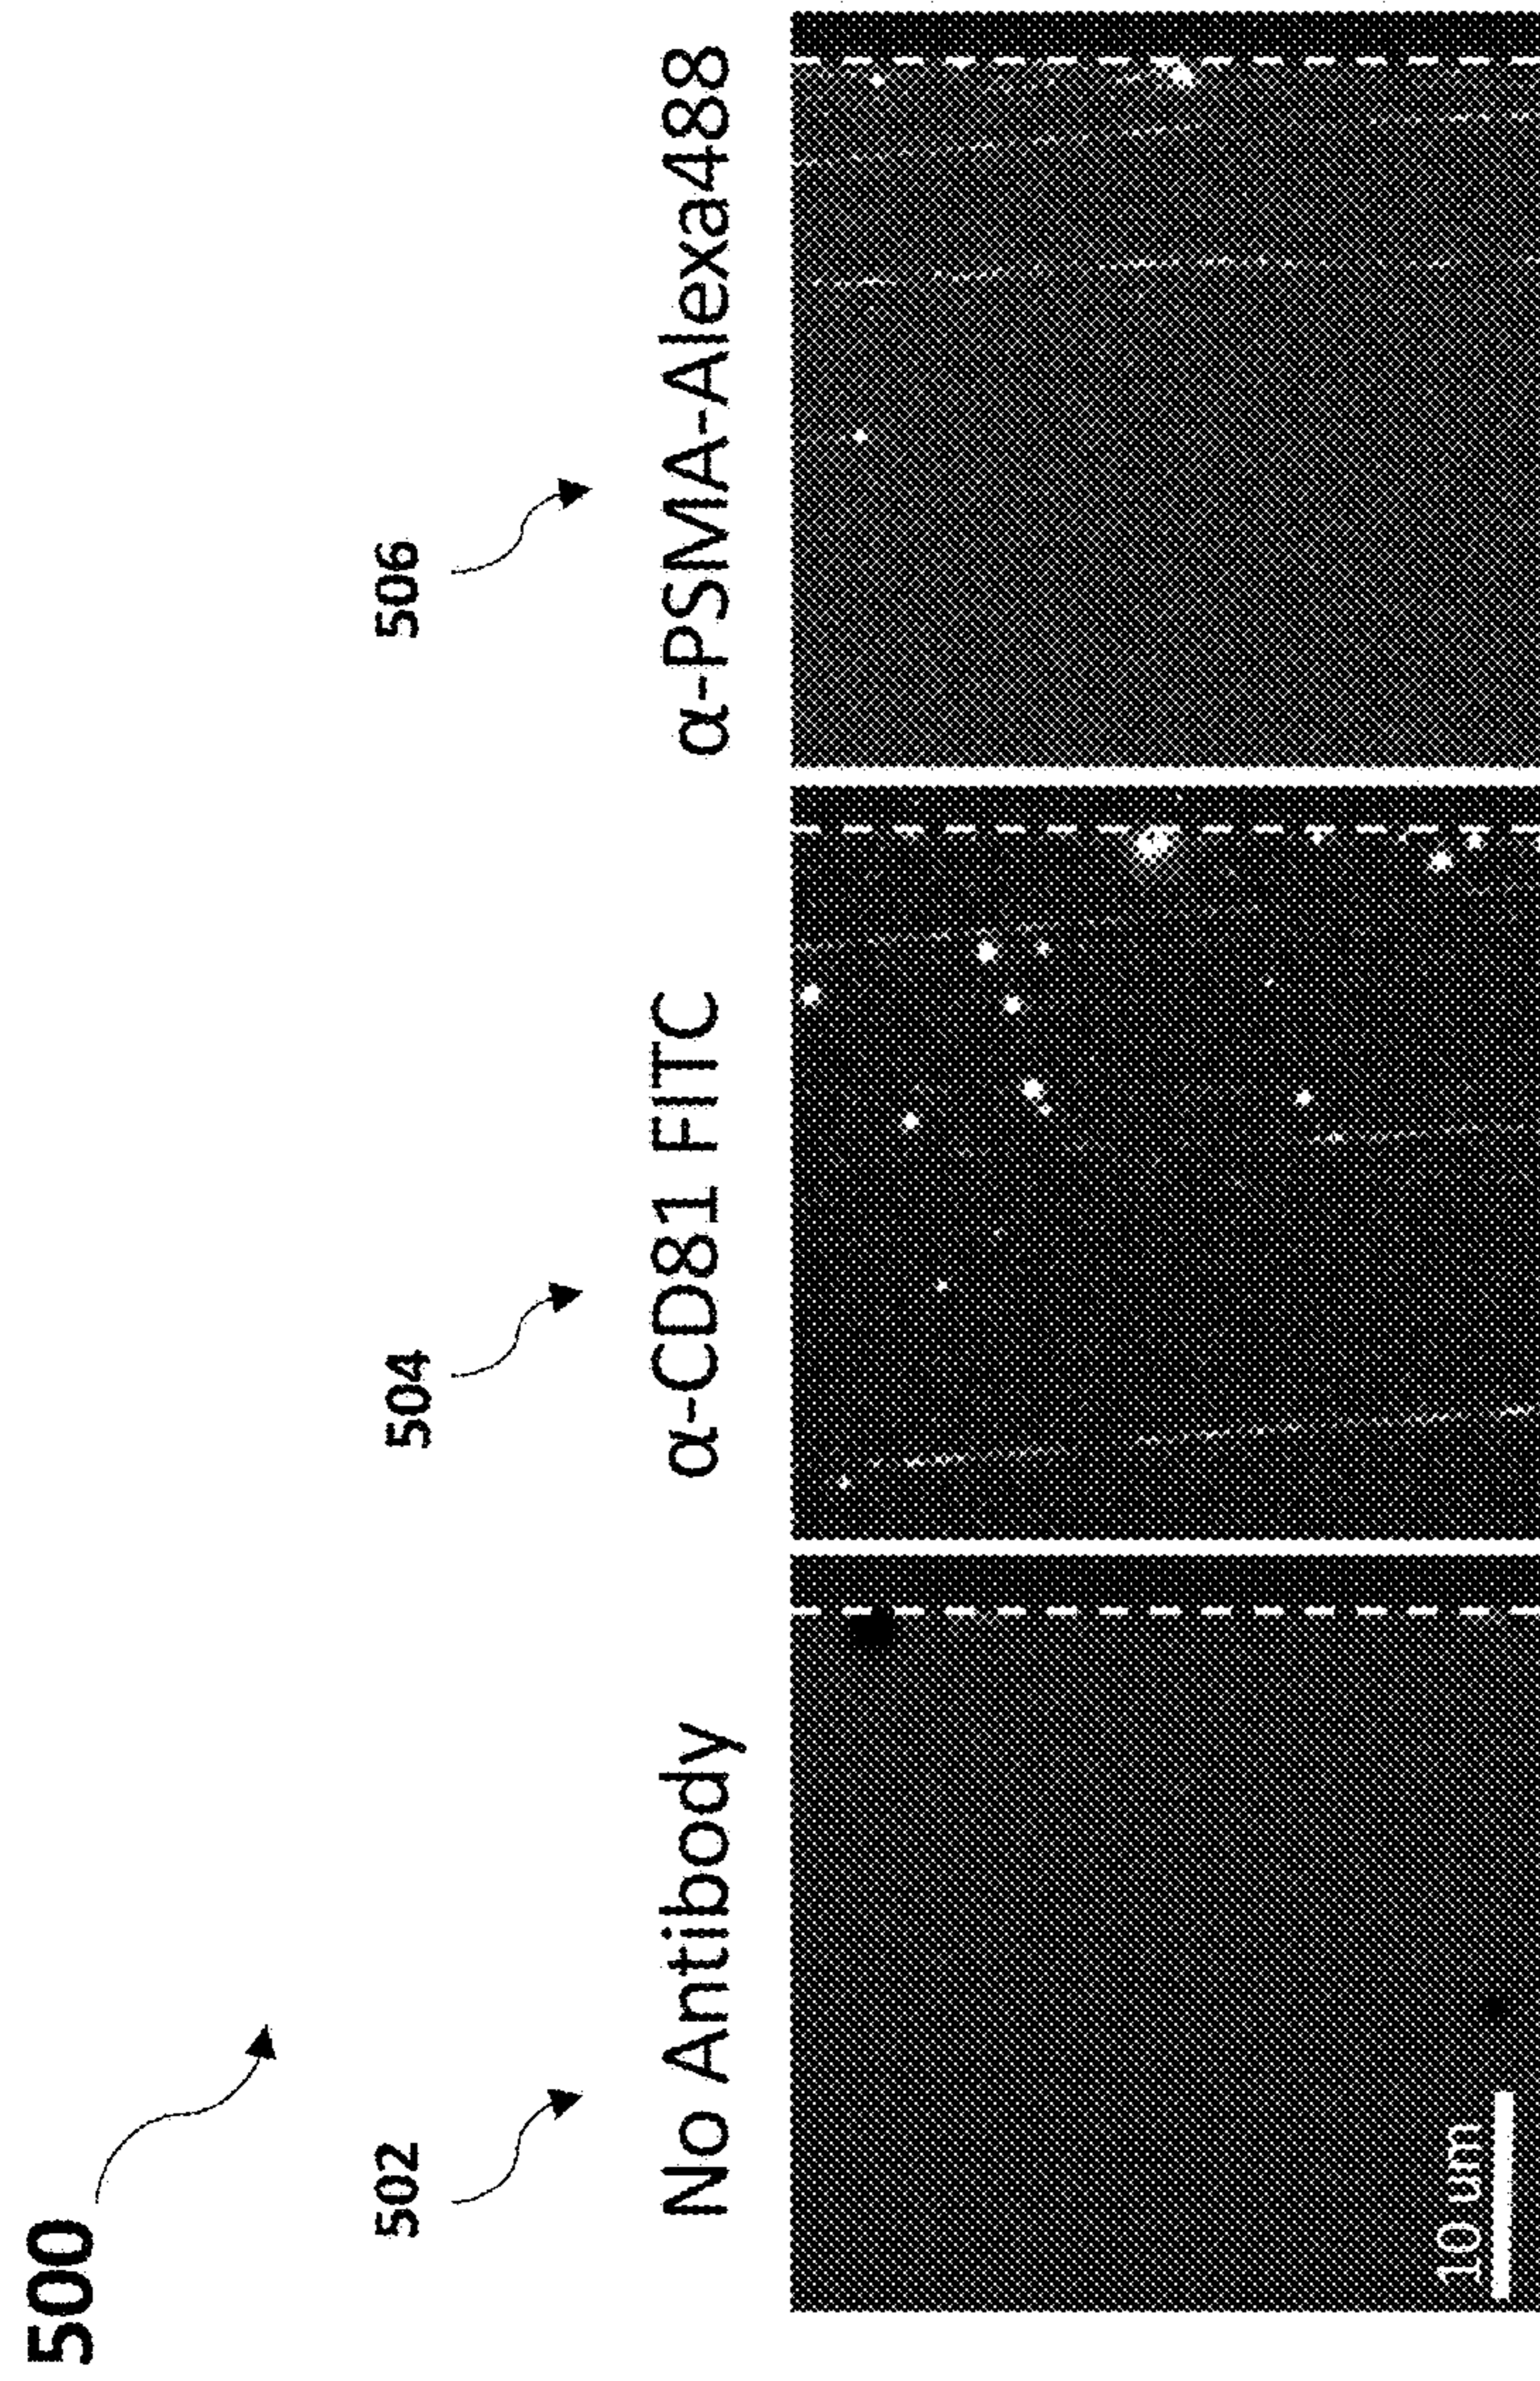 500
502
504
506
No Antibody
α-CD81 FITC
α-PSMA-Alexa488
10 um